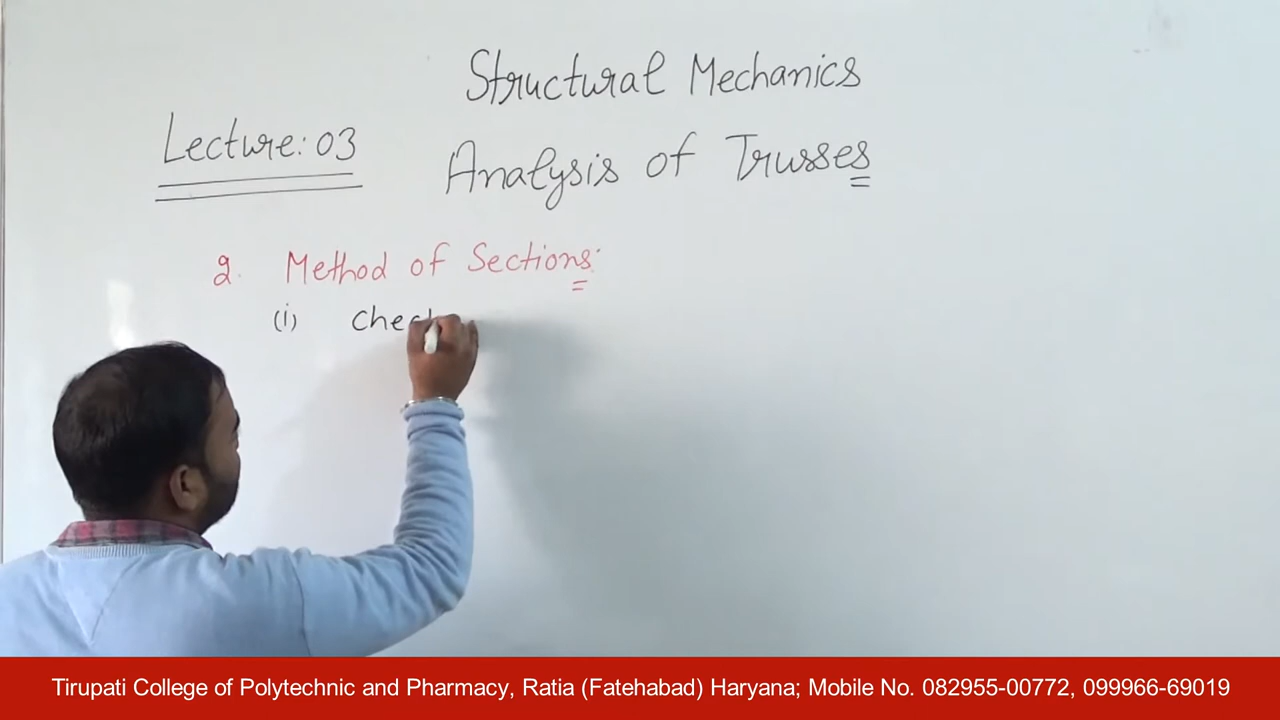 Structural Mechanics
Lecture: 03
Analysis of Trusses
2. Method of Sections:
(i)
Tirupati College of Polytechnic and Pharmacy, Ratia (Fatehabad) Haryana; Mobile No. 082955-00772, 099966-69019